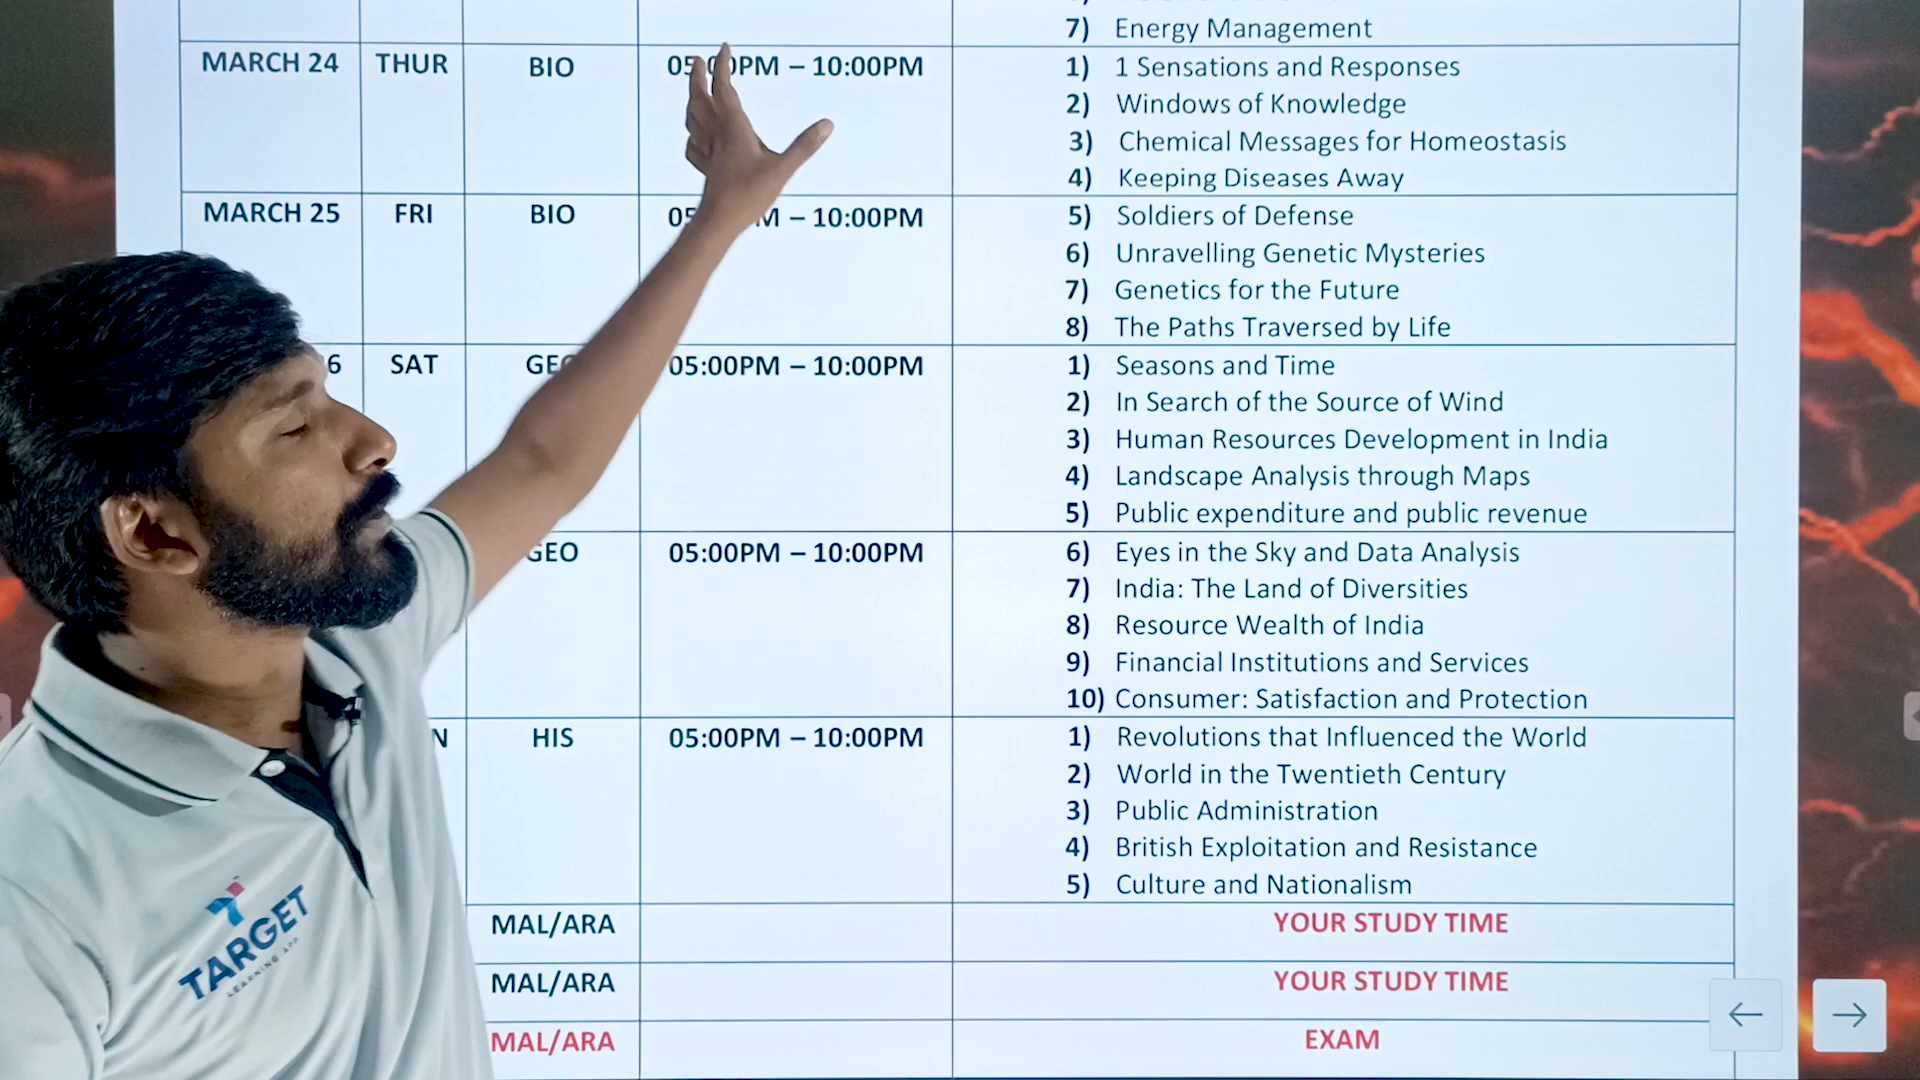 7) Energy Management
MARCH 24 THUR BIO 05:00PM – 10:00PM 1) 1 Sensations and Responses
2) Windows of Knowledge
3) Chemical Messages for Homeostasis
4) Keeping Diseases Away
MARCH 25 FRI BIO – 10:00PM 5) Soldiers of Defense
6) Unravelling Genetic Mysteries
7) Genetics for the Future
8) The Paths Traversed by Life
6 SAT GEO 05:00PM – 10:00PM 1) Seasons and Time
2) In Search of the Source of Wind
3) Human Resources Development in India
4) Landscape Analysis through Maps
5) Public expenditure and public revenue
GEO 05:00PM – 10:00PM 6) Eyes in the Sky and Data Analysis
7) India: The Land of Diversities
8) Resource Wealth of India
9) Financial Institutions and Services
10) Consumer: Satisfaction and Protection
N HIS 05:00PM – 10:00PM 1) Revolutions that Influenced the World
2) World in the Twentieth Century
3) Public Administration
4) British Exploitation and Resistance
5) Culture and Nationalism
MAL/ARA YOUR STUDY TIME
MAL/ARA YOUR STUDY TIME
MAL/ARA EXAM
TARGET
LEARNING APP